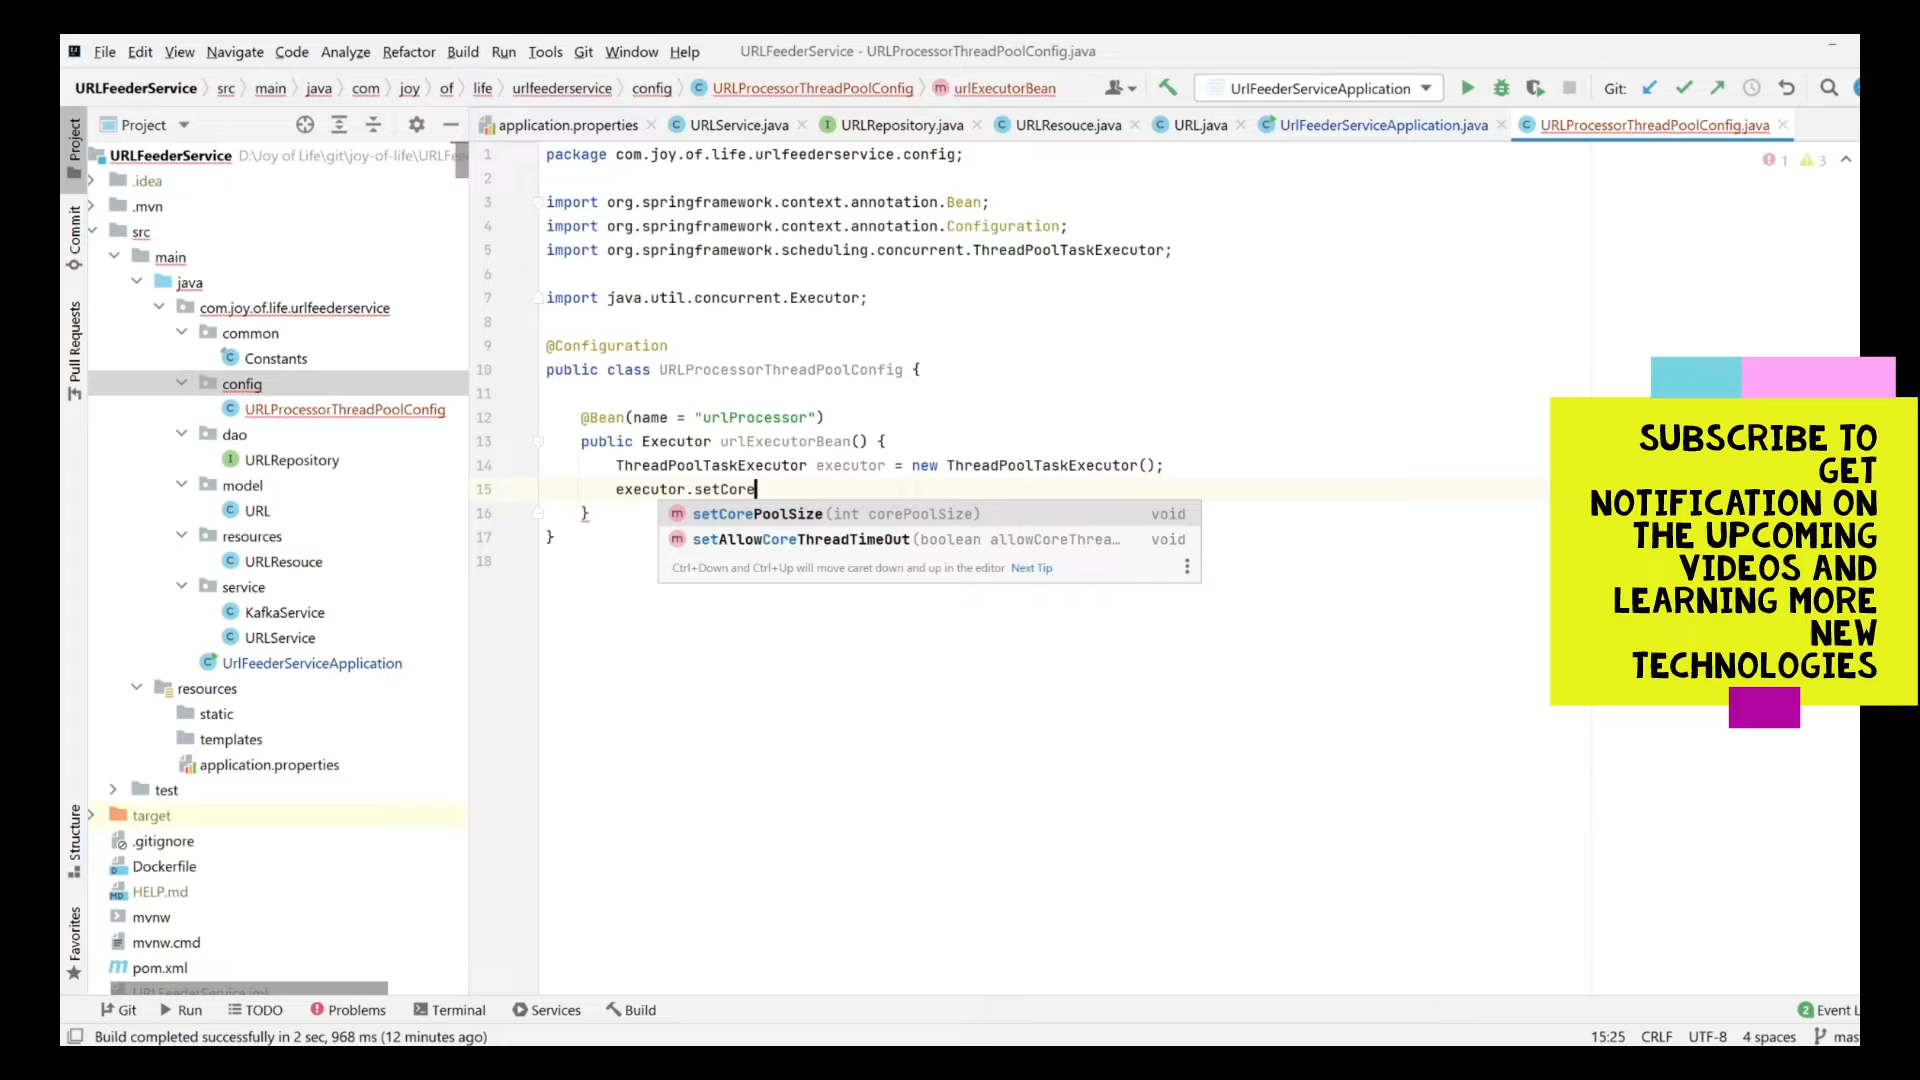 File Edit View Navigate Code Analyze Refactor Build Run Tools Git Window Help URLFeederService - URLProcessorThreadPoolConfig.java
URLFeederService src main java com joy of life urlfeederservice config URLProcessorThreadPoolConfig urlExecutorBean UrlFeederServiceApplication Git:
Project application.properties URLService.java URLRepository.java URLResouce.java URL.java UrlFeederServiceApplication.java URLProcessorThreadPoolConfig.java
Project
Commit
Pull Requests
Structure
Favorites
URLFeederService D:\Joy of Life\git\joy-of-life\URLFe
.idea
.mvn
src
main
java
com.joy.of.life.urlfeederservice
common
Constants
config
URLProcessorThreadPoolConfig
dao
URLRepository
model
URL
resources
URLResouce
service
KafkaService
URLService
UrlFeederServiceApplication
resources
static
templates
application.properties
test
target
.gitignore
Dockerfile
HELP.md
mvnw
mvnw.cmd
pom.xml
1 package com.joy.of.life.urlfeederservice.config;
2
3 import org.springframework.context.annotation.Bean;
4 import org.springframework.context.annotation.Configuration;
5 import org.springframework.scheduling.concurrent.ThreadPoolTaskExecutor;
6
7 import java.util.concurrent.Executor;
8
9 @Configuration
10 public class URLProcessorThreadPoolConfig {
11
12 @Bean(name = "urlProcessor")
13 public Executor urlExecutorBean() {
14 ThreadPoolTaskExecutor executor = new ThreadPoolTaskExecutor();
15 executor.setCore
16 }
17 }
18
setCorePoolSize(int corePoolSize) void
setAllowCoreThreadTimeOut(boolean allowCoreThrea… void
Ctrl+Down and Ctrl+Up will move caret down and up in the editor Next Tip
1 3
SUBSCRIBE TO
GET
NOTIFICATION ON
THE UPCOMING
VIDEOS AND
LEARNING MORE
NEW
TECHNOLOGIES
Git Run TODO Problems Terminal Services Build 2 Event L
Build completed successfully in 2 sec, 968 ms (12 minutes ago) 15:25 CRLF UTF-8 4 spaces mas